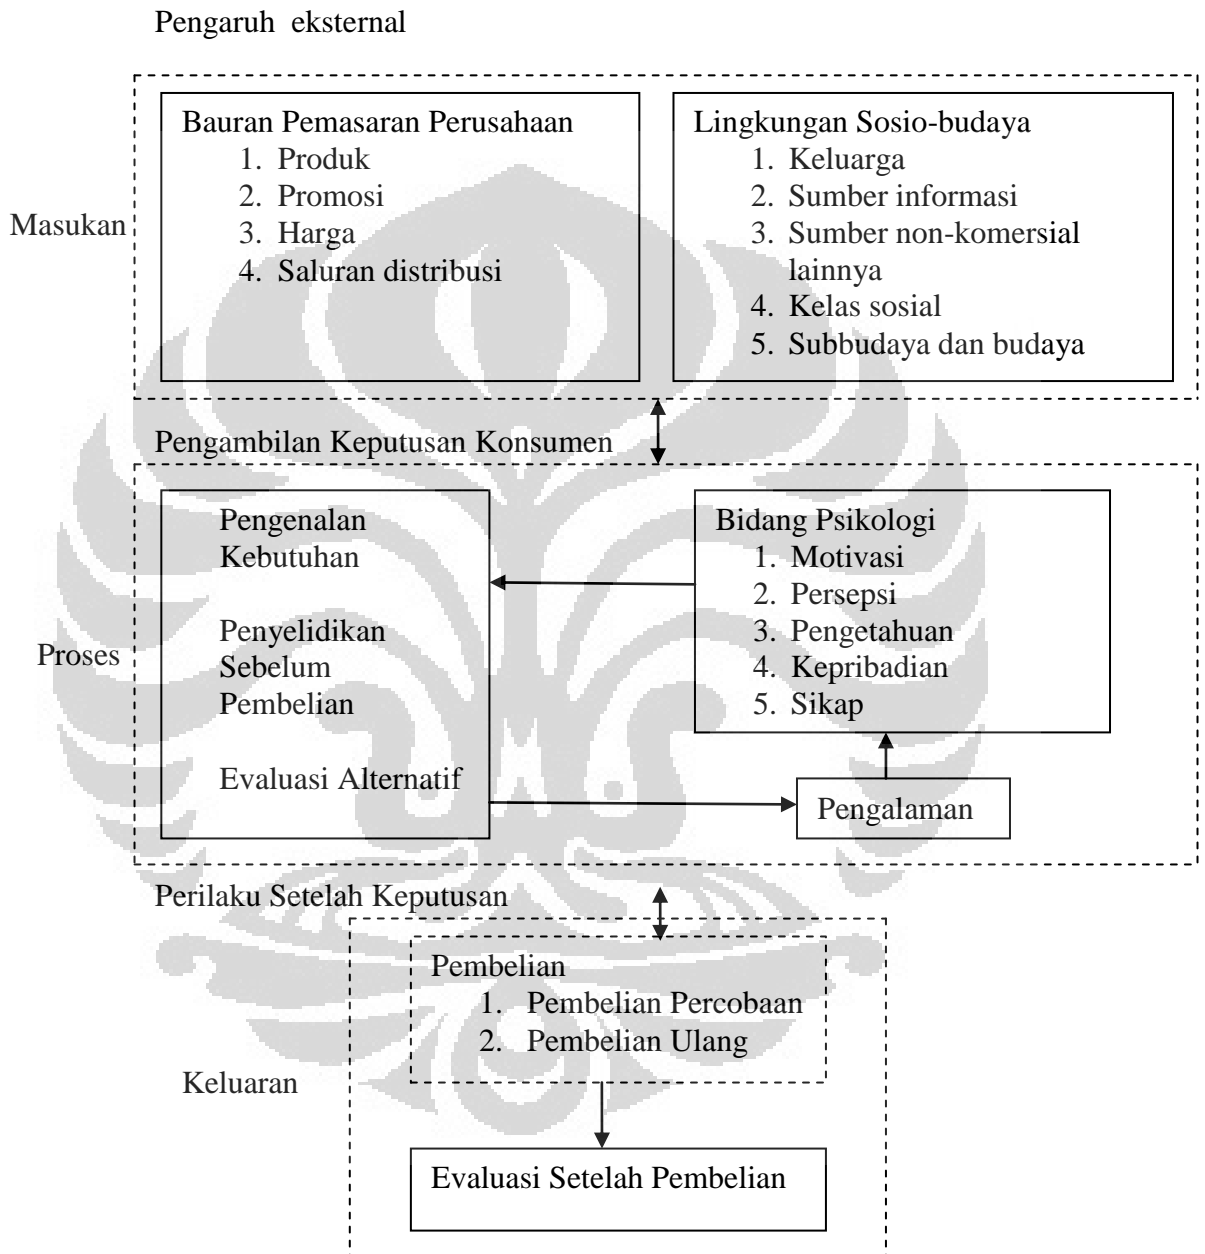 Pengaruh eksternal
Bauran Pemasaran Perusahaan
1. Produk
2. Promosi
3. Harga
4. Saluran distribusi
Lingkungan Sosio-budaya
1. Keluarga
2. Sumber informasi
3. Sumber non-komersial
lainnya
4. Kelas sosial
5. Subbudaya dan budaya
Masukan
Pengambilan Keputusan Konsumen
Pengenalan
Kebutuhan
Penyelidikan
Sebelum
Pembelian
Evaluasi Alternatif
Bidang Psikologi
1. Motivasi
2. Persepsi
3. Pengetahuan
4. Kepribadian
5. Sikap
Proses
Pengalaman
Perilaku Setelah Keputusan
Pembelian
1. Pembelian Percobaan
2. Pembelian Ulang
Keluaran
Evaluasi Setelah Pembelian